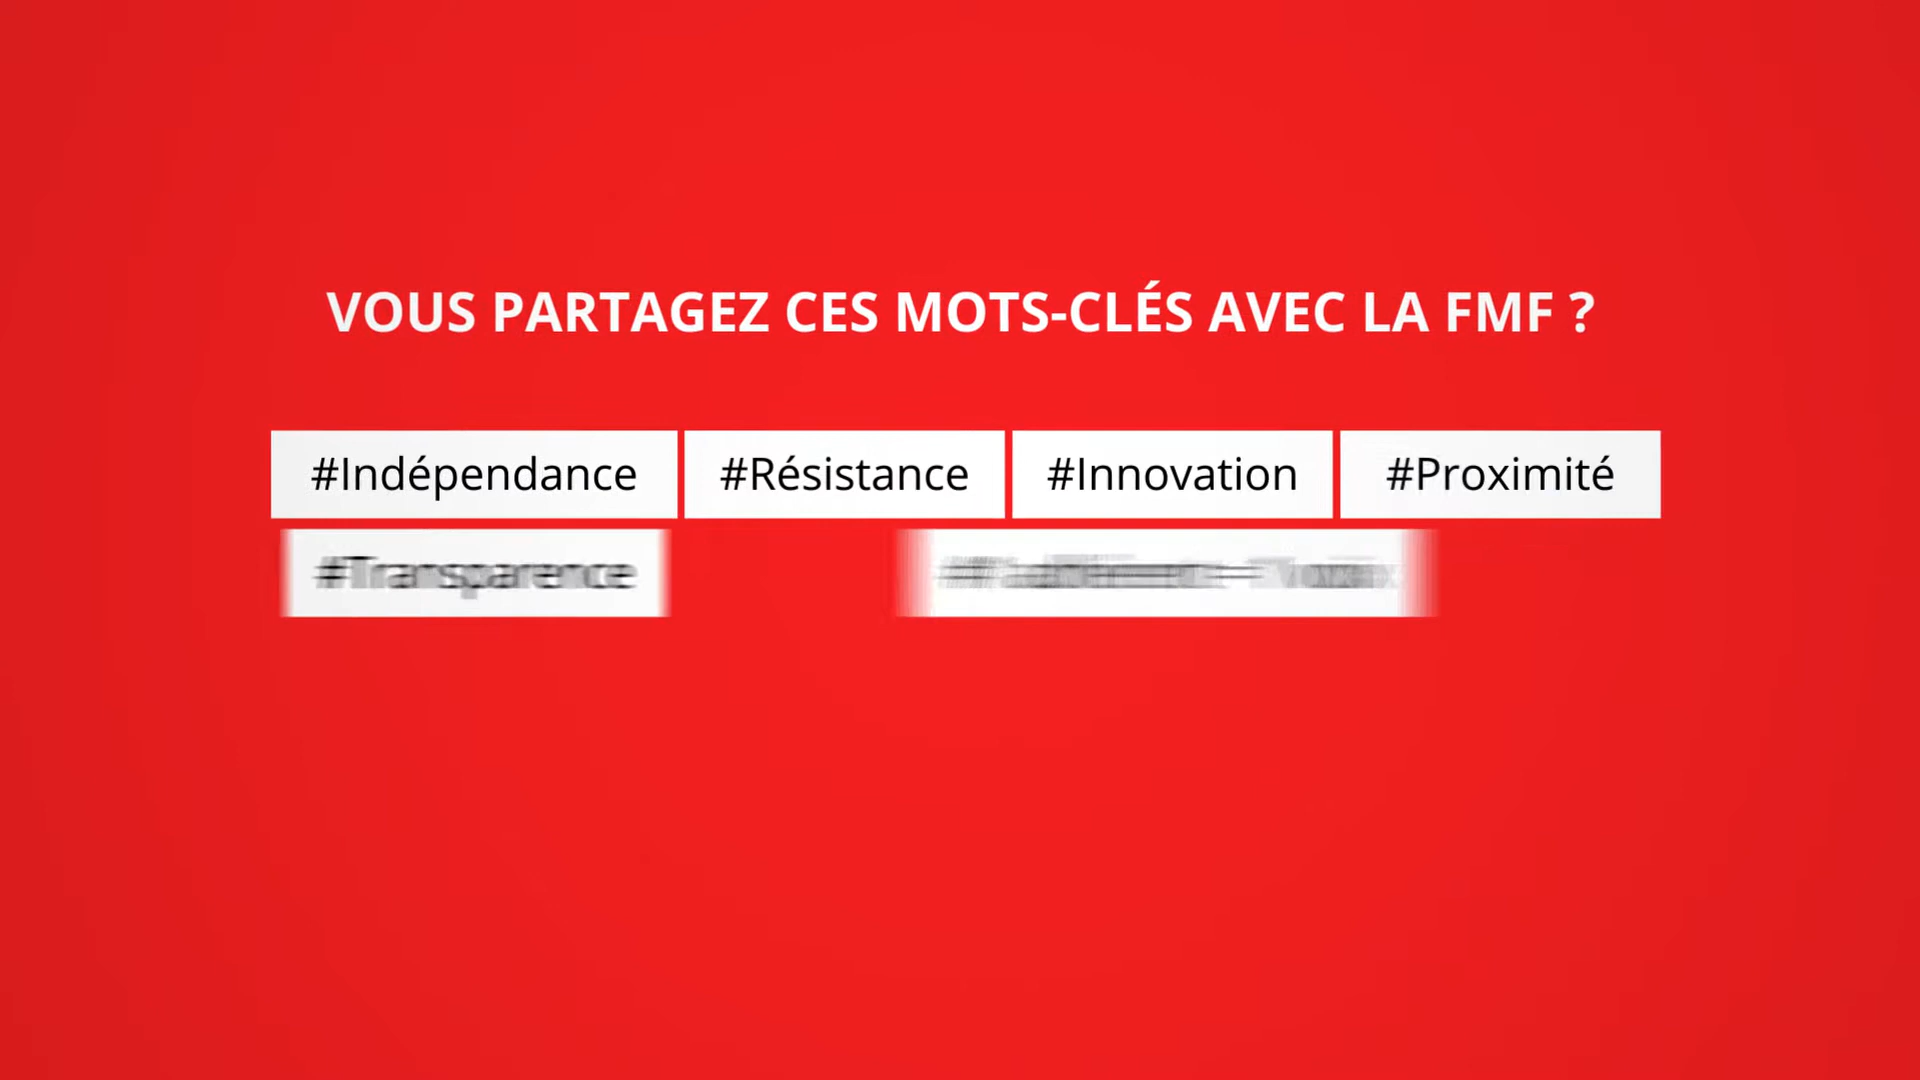 VOUS PARTAGEZ CES MOTS-CLÉS AVEC LA FMF ?
#Indépendance #Résistance #Innovation #Proximité
#Transparence